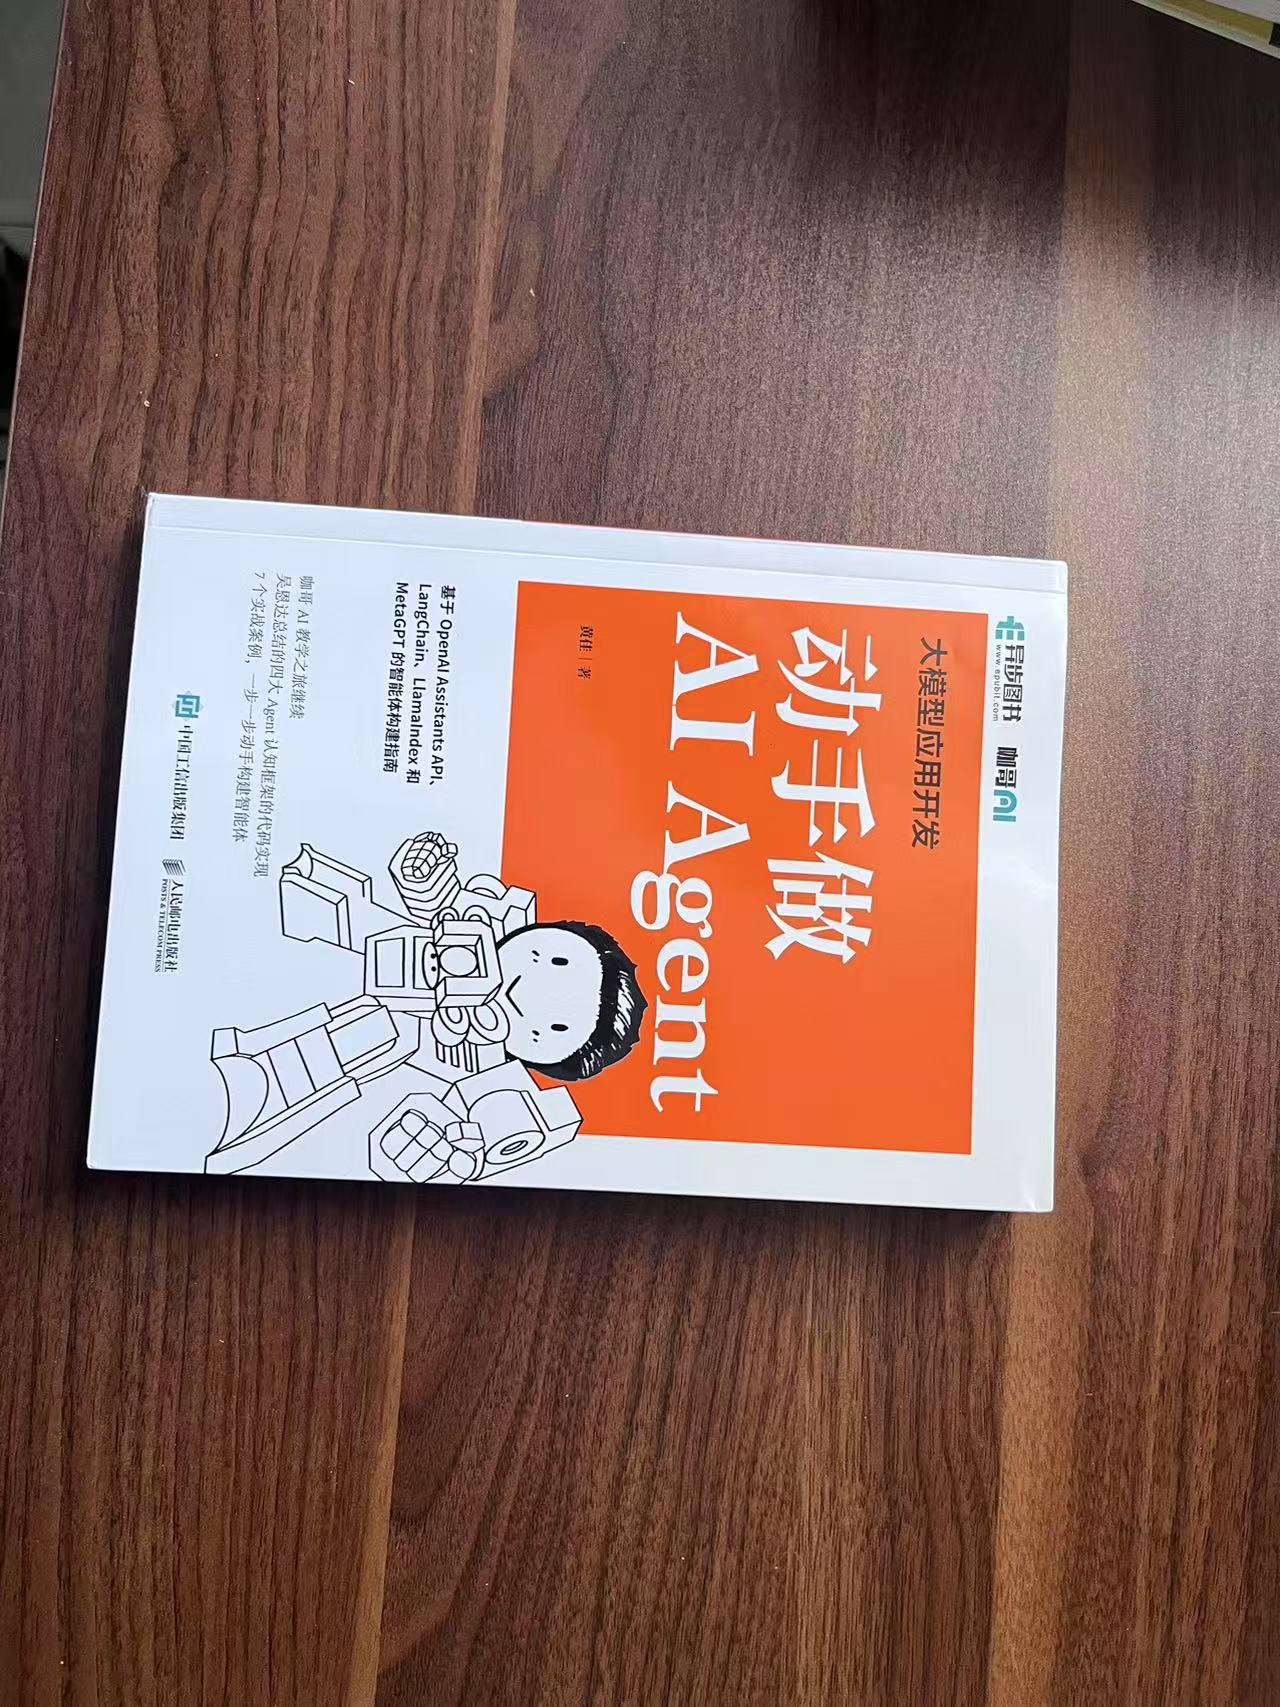 异步图书
www.epubit.com
咖哥AI
大模型应用开发
动手做
AI Agent
黄佳｜著
基于 OpenAI Assistants API、
LangChain、LlamaIndex 和
MetaGPT 的智能体构建指南
咖哥 AI 教学之旅继续
吴恩达总结的四大 Agent 认知框架的代码实现
7 个实战案例，一步一步动手构建智能体
中国工信出版集团
人民邮电出版社
POSTS & TELECOM PRESS